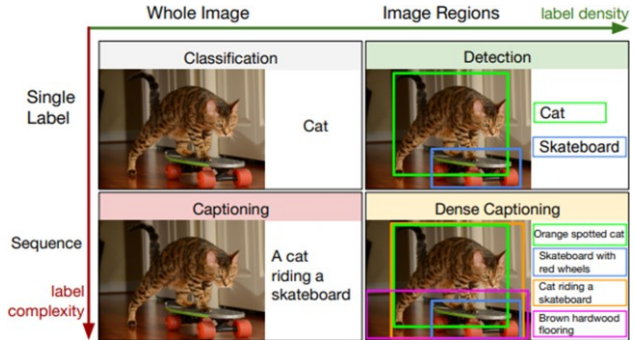 Whole Image
Image Regions
label density
Classification
Detection
Single
Label
Cat
Cat
Skateboard
Captioning
Dense Captioning
Sequence
label
complexity
A cat
riding a
skateboard
Orange spotted cat
Skateboard with
red wheels
Cat riding a
skateboard
Brown hardwood
flooring